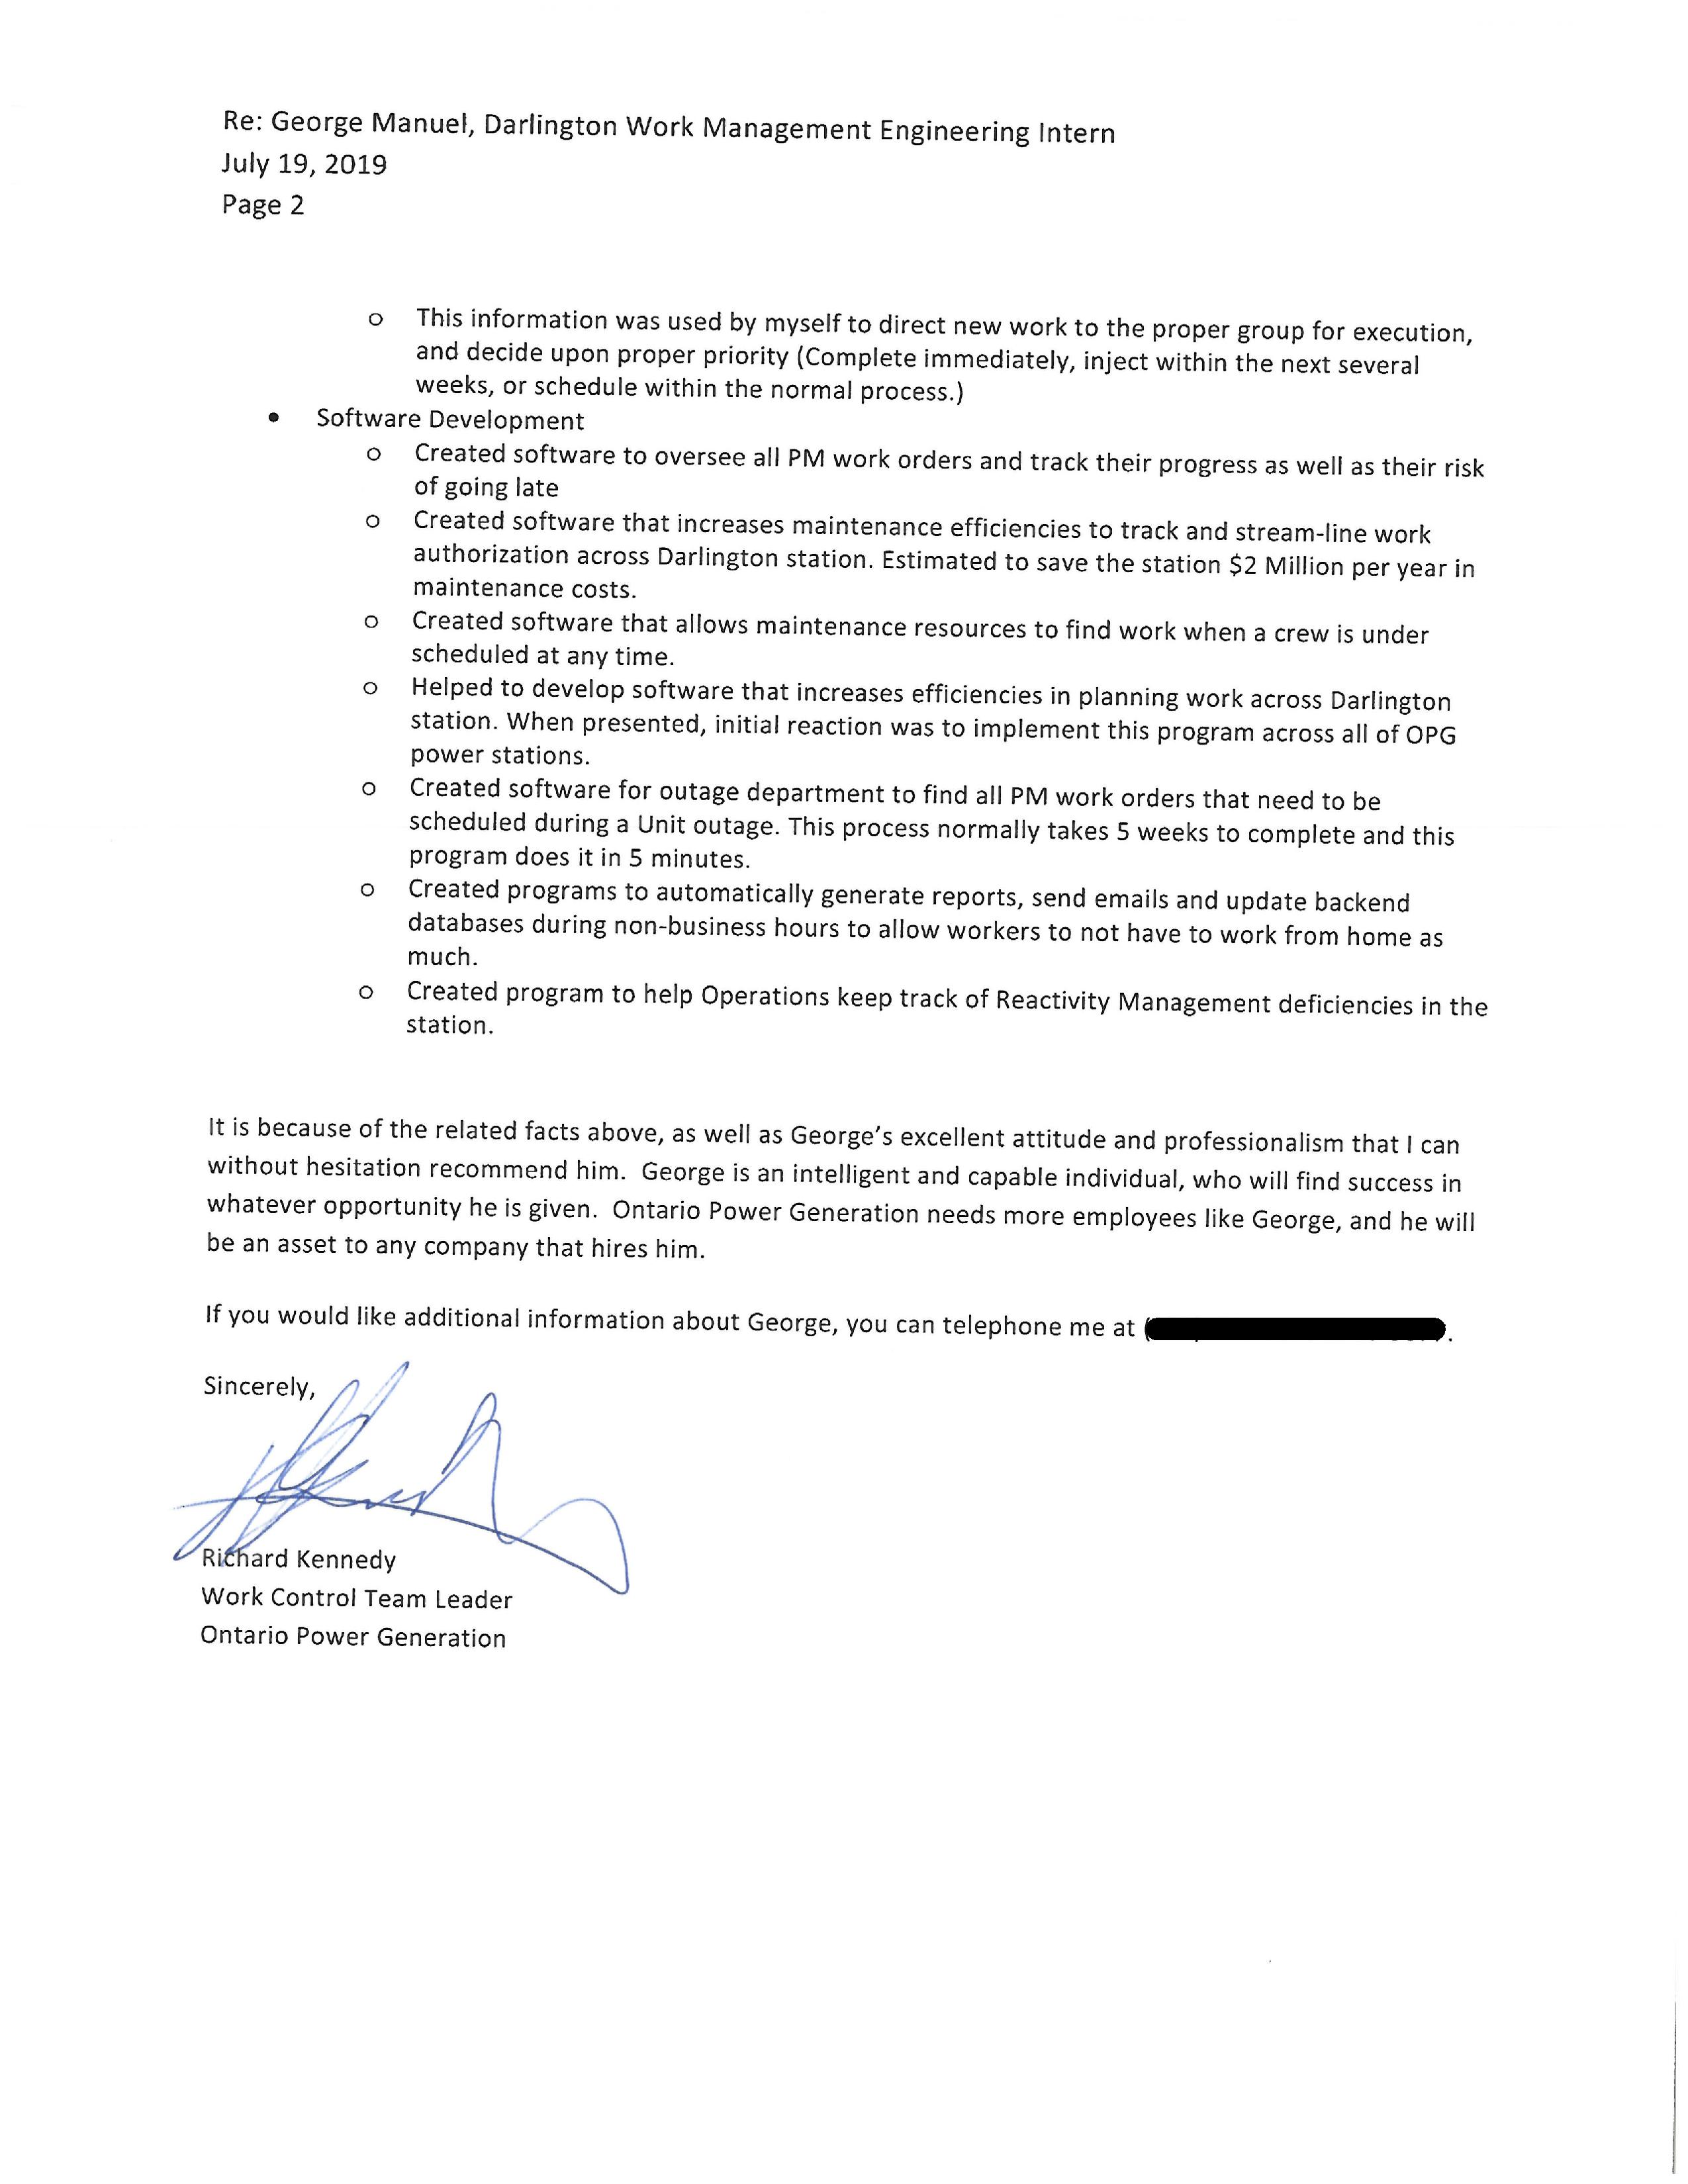 Re: George Manuel, Darlington Work Management Engineering Intern
July 19, 2019
Page 2
o This information was used by myself to direct new work to the proper group for execution,
and decide upon proper priority (Complete immediately, inject within the next several
weeks, or schedule within the normal process.)
• Software Development
o Created software to oversee all PM work orders and track their progress as well as their risk
of going late
o Created software that increases maintenance efficiencies to track and stream-line work
authorization across Darlington station. Estimated to save the station $2 Million per year in
maintenance costs.
o Created software that allows maintenance resources to find work when a crew is under
scheduled at any time.
o Helped to develop software that increases efficiencies in planning work across Darlington
station. When presented, initial reaction was to implement this program across all of OPG
power stations.
o Created software for outage department to find all PM work orders that need to be
scheduled during a Unit outage. This process normally takes 5 weeks to complete and this
program does it in 5 minutes.
o Created programs to automatically generate reports, send emails and update backend
databases during non-business hours to allow workers to not have to work from home as
much.
o Created program to help Operations keep track of Reactivity Management deficiencies in the
station.
It is because of the related facts above, as well as George's excellent attitude and professionalism that I can
without hesitation recommend him. George is an intelligent and capable individual, who will find success in
whatever opportunity he is given. Ontario Power Generation needs more employees like George, and he will
be an asset to any company that hires him.
If you would like additional information about George, you can telephone me at (
Sincerely,
Richard Kennedy
Work Control Team Leader
Ontario Power Generation